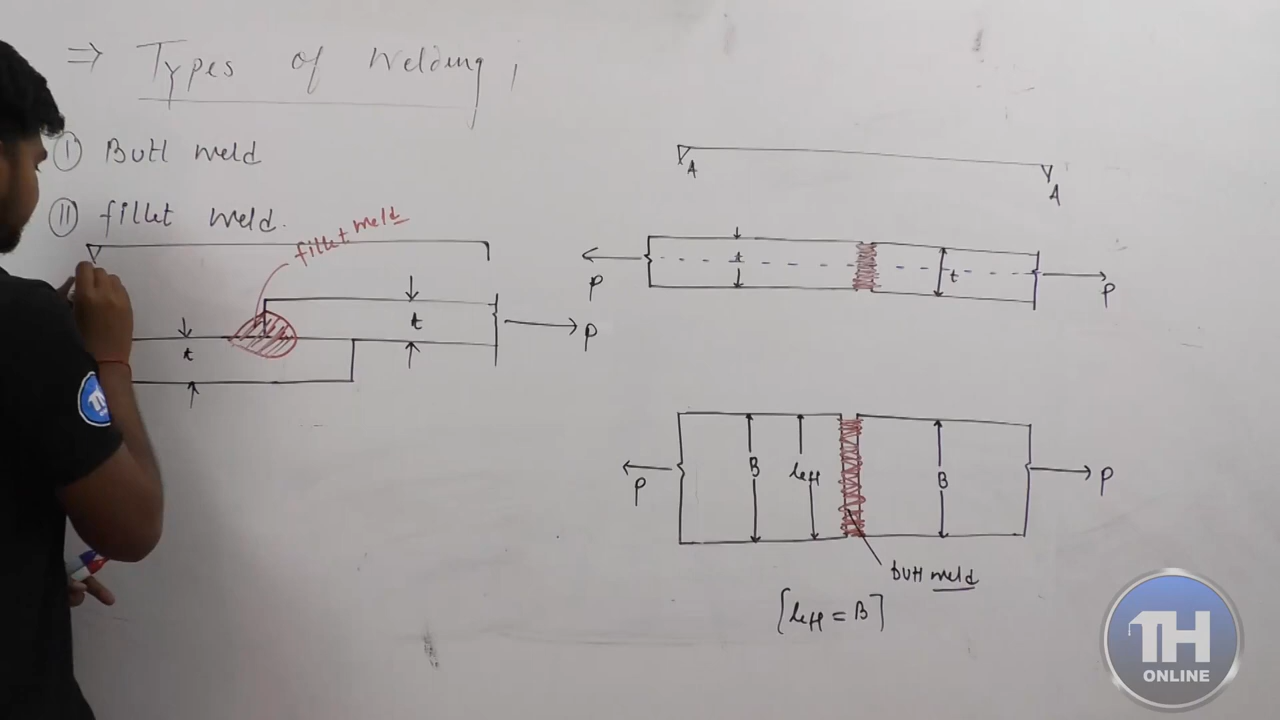 ⇒ Types of Welding,
I Butt weld
II fillet weld.
fillet weld
t
t
P
A
A
P
t
t
P
P
B
leff
B
P
butt weld
[leff = B]
TH
ONLINE